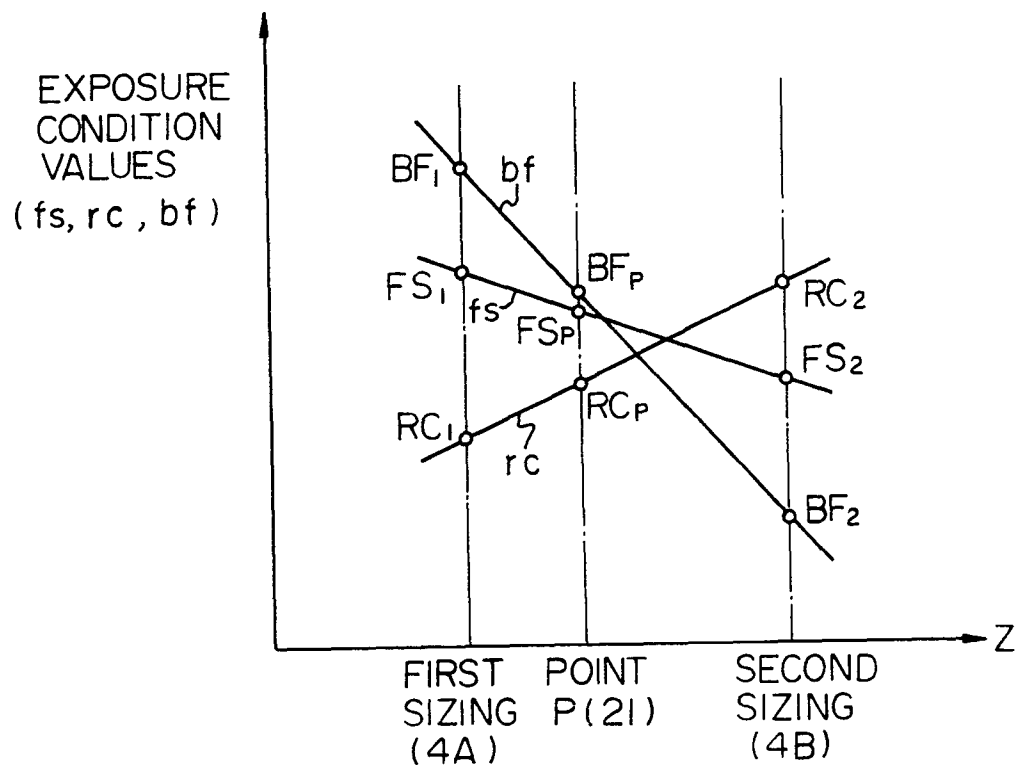 EXPOSURE
CONDITION
VALUES
(fs, rc, bf)
BF1
bf
FS1
fs
BFP
FSP
RC2
FS2
RC1
rc
RCP
BF2
Z
FIRST
SIZING
(4A)
POINT
P(21)
SECOND
SIZING
(4B)